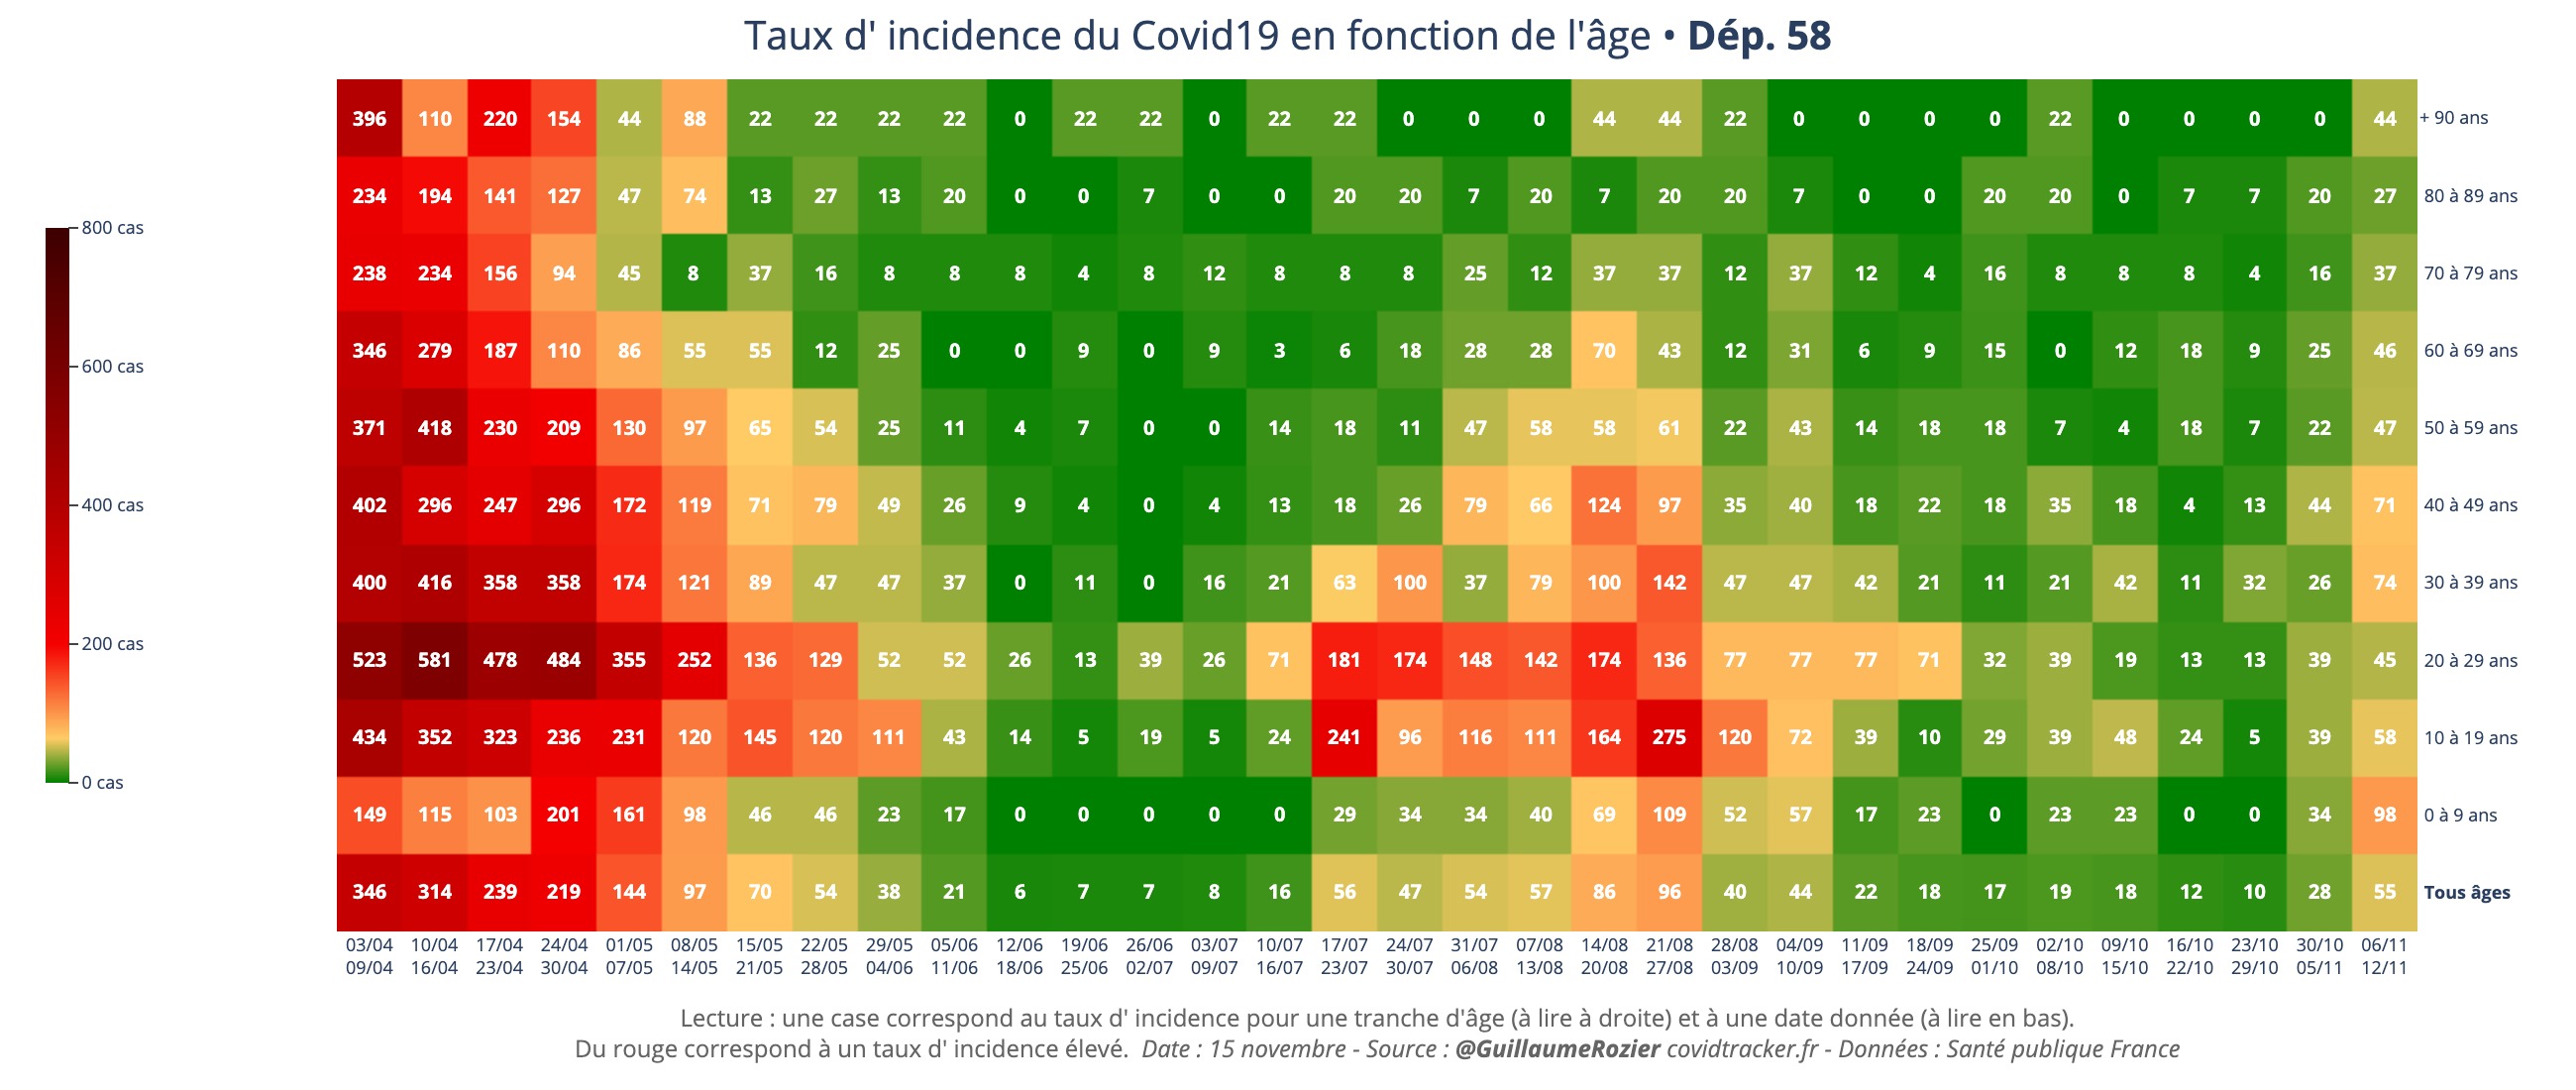 Taux d' incidence du Covid19 en fonction de l'âge • Dép. 58
800 cas
600 cas
400 cas
200 cas
0 cas
396 110 220 154 44 88 22 22 22 22 0 22 22 0 22 22 0 0 0 44 44 22 0 0 0 0 22 0 0 0 0 44 + 90 ans
234 194 141 127 47 74 13 27 13 20 0 0 7 0 0 20 20 7 20 7 20 20 7 0 0 20 20 0 7 7 20 27 80 à 89 ans
238 234 156 94 45 8 37 16 8 8 8 4 8 12 8 8 8 25 12 37 37 12 37 12 4 16 8 8 8 4 16 37 70 à 79 ans
346 279 187 110 86 55 55 12 25 0 0 9 0 9 3 6 18 28 28 70 43 12 31 6 9 15 0 12 18 9 25 46 60 à 69 ans
371 418 230 209 130 97 65 54 25 11 4 7 0 0 14 18 11 47 58 58 61 22 43 14 18 18 7 4 18 7 22 47 50 à 59 ans
402 296 247 296 172 119 71 79 49 26 9 4 0 4 13 18 26 79 66 124 97 35 40 18 22 18 35 18 4 13 44 71 40 à 49 ans
400 416 358 358 174 121 89 47 47 37 0 11 0 16 21 63 100 37 79 100 142 47 47 42 21 11 21 42 11 32 26 74 30 à 39 ans
523 581 478 484 355 252 136 129 52 52 26 13 39 26 71 181 174 148 142 174 136 77 77 77 71 32 39 19 13 13 39 45 20 à 29 ans
434 352 323 236 231 120 145 120 111 43 14 5 19 5 24 241 96 116 111 164 275 120 72 39 10 29 39 48 24 5 39 58 10 à 19 ans
149 115 103 201 161 98 46 46 23 17 0 0 0 0 0 29 34 34 40 69 109 52 57 17 23 0 23 23 0 0 34 98 0 à 9 ans
346 314 239 219 144 97 70 54 38 21 6 7 7 8 16 56 47 54 57 86 96 40 44 22 18 17 19 18 12 10 28 55 Tous âges
03/04 10/04 17/04 24/04 01/05 08/05 15/05 22/05 29/05 05/06 12/06 19/06 26/06 03/07 10/07 17/07 24/07 31/07 07/08 14/08 21/08 28/08 04/09 11/09 18/09 25/09 02/10 09/10 16/10 23/10 30/10 06/11
09/04 16/04 23/04 30/04 07/05 14/05 21/05 28/05 04/06 11/06 18/06 25/06 02/07 09/07 16/07 23/07 30/07 06/08 13/08 20/08 27/08 03/09 10/09 17/09 24/09 01/10 08/10 15/10 22/10 29/10 05/11 12/11
Lecture : une case correspond au taux d' incidence pour une tranche d'âge (à lire à droite) et à une date donnée (à lire en bas).
Du rouge correspond à un taux d' incidence élevé. Date : 15 novembre - Source : @GuillaumeRozier covidtracker.fr - Données : Santé publique France